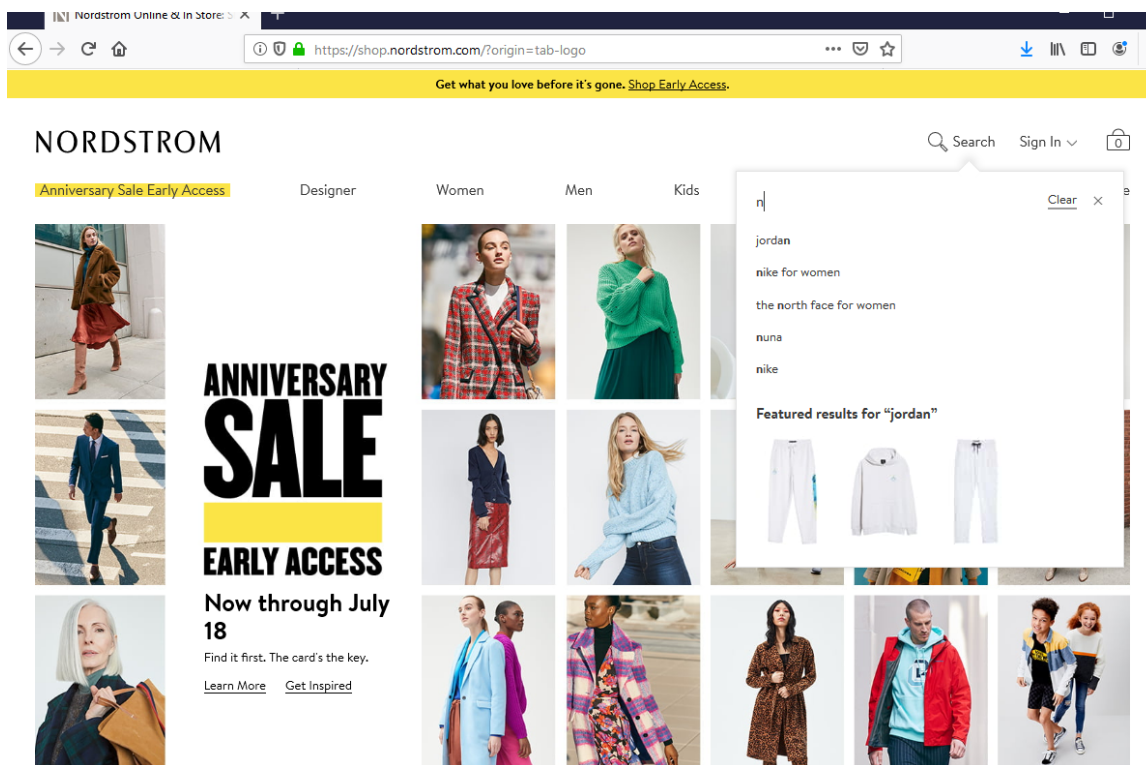 Nordstrom Online & In Store: S
https://shop.nordstrom.com/?origin=tab-logo
Get what you love before it's gone. Shop Early Access.
NORDSTROM
Search
Sign In
0
Anniversary Sale Early Access
Designer
Women
Men
Kids
n
Clear
jordan
nike for women
the north face for women
nuna
nike
Featured results for “jordan”
ANNIVERSARY
SALE
EARLY ACCESS
Now through July
18
Find it first. The card's the key.
Learn More
Get Inspired